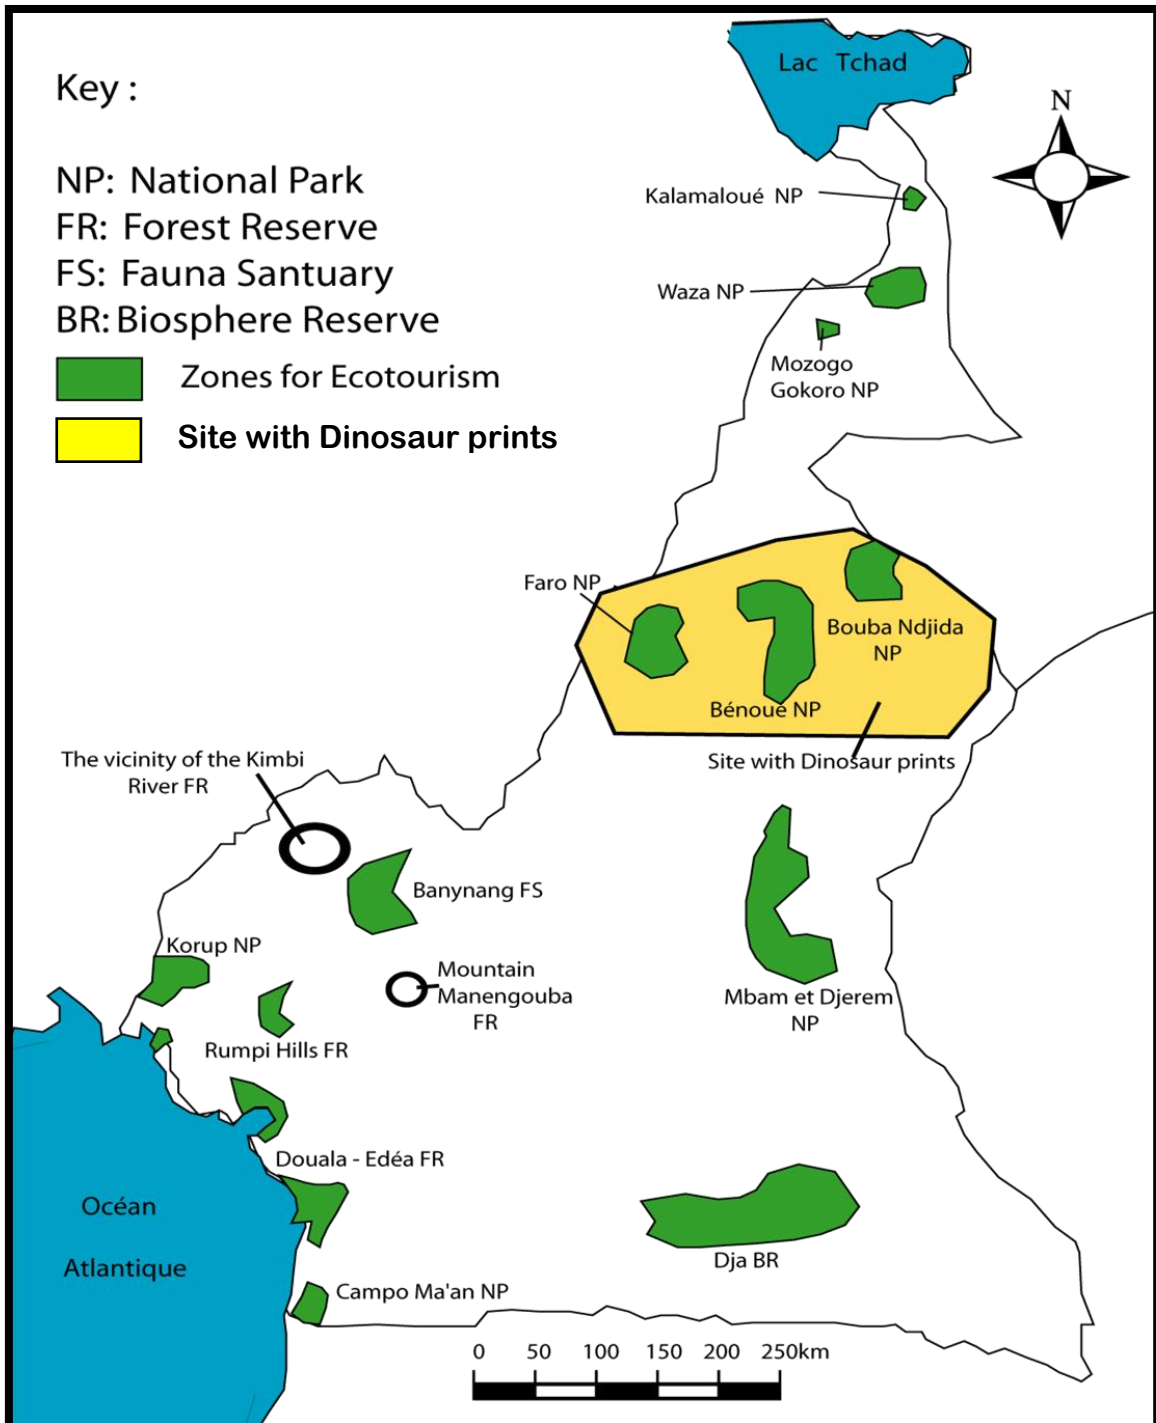 Key :
NP: National Park
FR: Forest Reserve
FS: Fauna Santuary
BR: Biosphere Reserve
Zones for Ecotourism
Site with Dinosaur prints
Lac Tchad
N
Kalamaloué NP
Waza NP
Mozogo
Gokoro NP
Faro NP
Bouba Ndjida
NP
Bénoué NP
Site with Dinosaur prints
The vicinity of the Kimbi
River FR
Banynang FS
Korup NP
Mountain
Manengouba
FR
Mbam et Djerem
NP
Rumpi Hills FR
Douala - Edéa FR
Océan
Atlantique
Dja BR
Campo Ma'an NP
0 50 100 150 200 250km